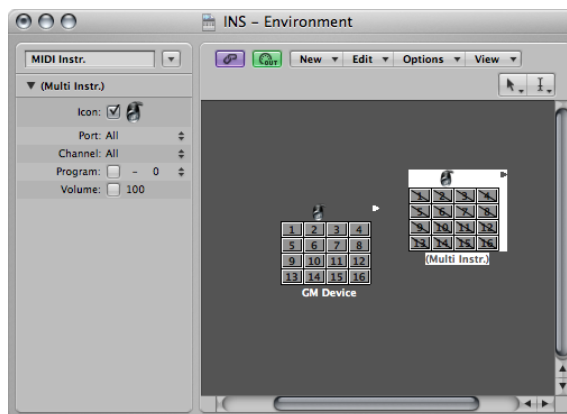 INS – Environment
MIDI Instr.
OUT
New
Edit
Options
View
(Multi Instr.)
Icon:
Port: All
Channel: All
Program: – 0
Volume: 100
1 2 3 4
5 6 7 8
9 10 11 12
13 14 15 16
GM Device
1 2 3 4
5 6 7 8
9 10 11 12
13 14 15 16
(Multi Instr.)